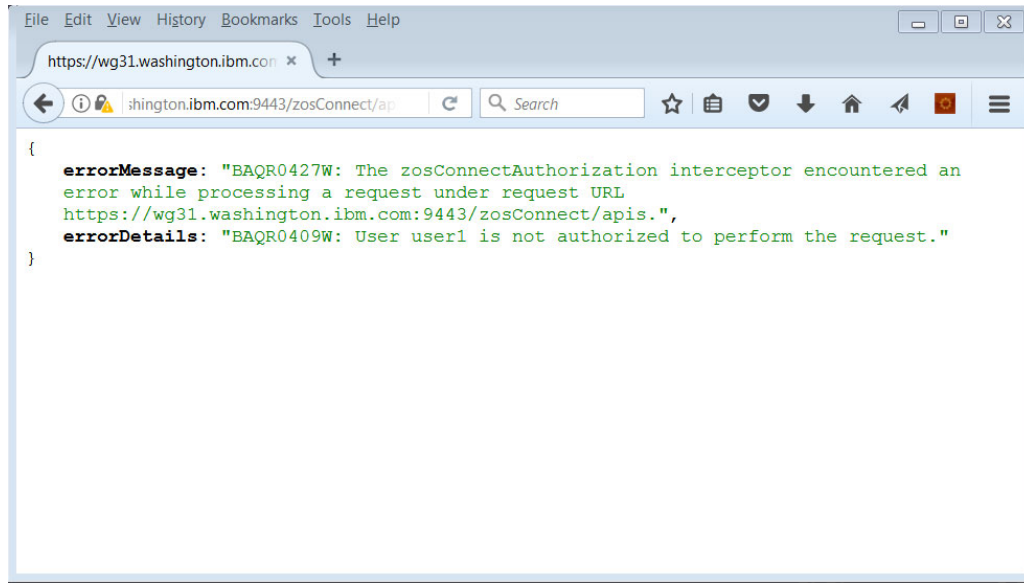 File Edit View History Bookmarks Tools Help
https://wg31.washington.ibm.con
shington.ibm.com:9443/zosConnect/ap Search
{
errorMessage: "BAQR0427W: The zosConnectAuthorization interceptor encountered an
error while processing a request under request URL
https://wg31.washington.ibm.com:9443/zosConnect/apis.",
errorDetails: "BAQR0409W: User user1 is not authorized to perform the request."
}